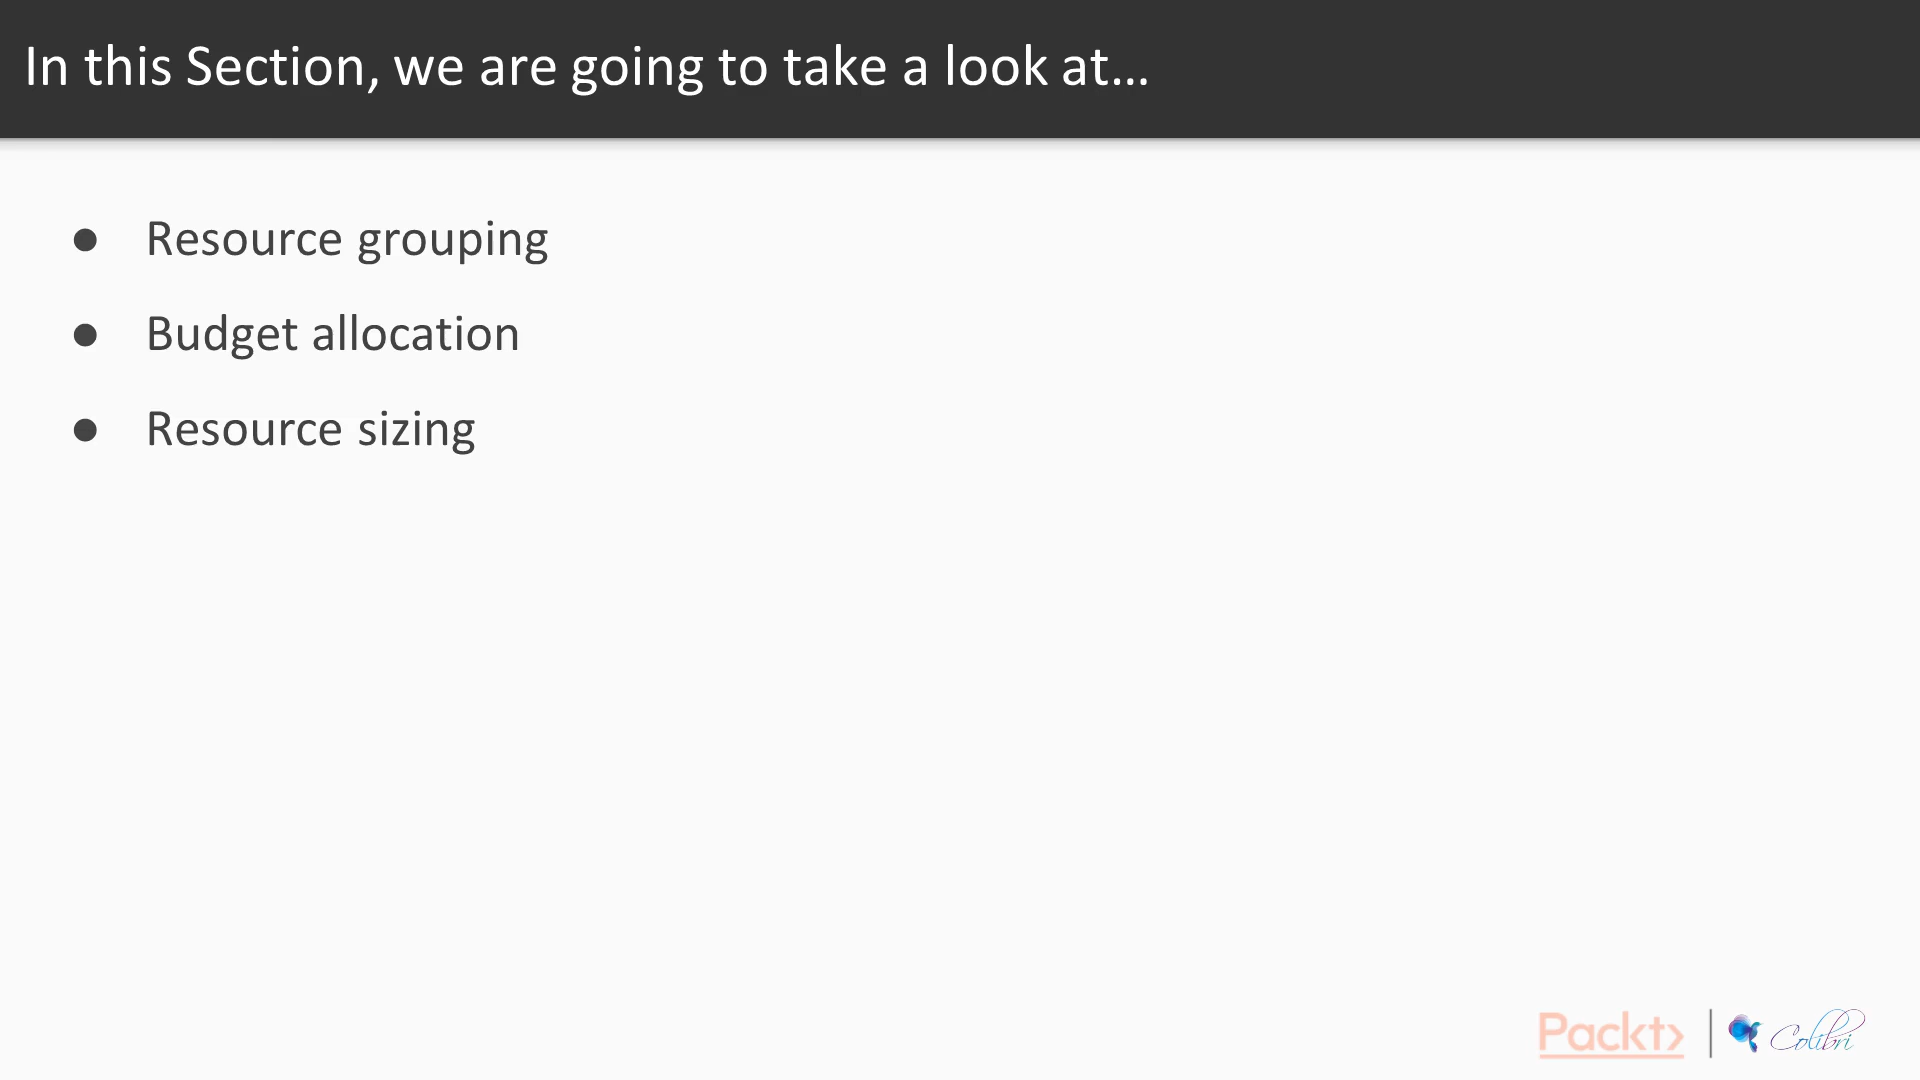 In this Section, we are going to take a look at...
● Resource grouping
● Budget allocation
● Resource sizing
Packt> | Colibri